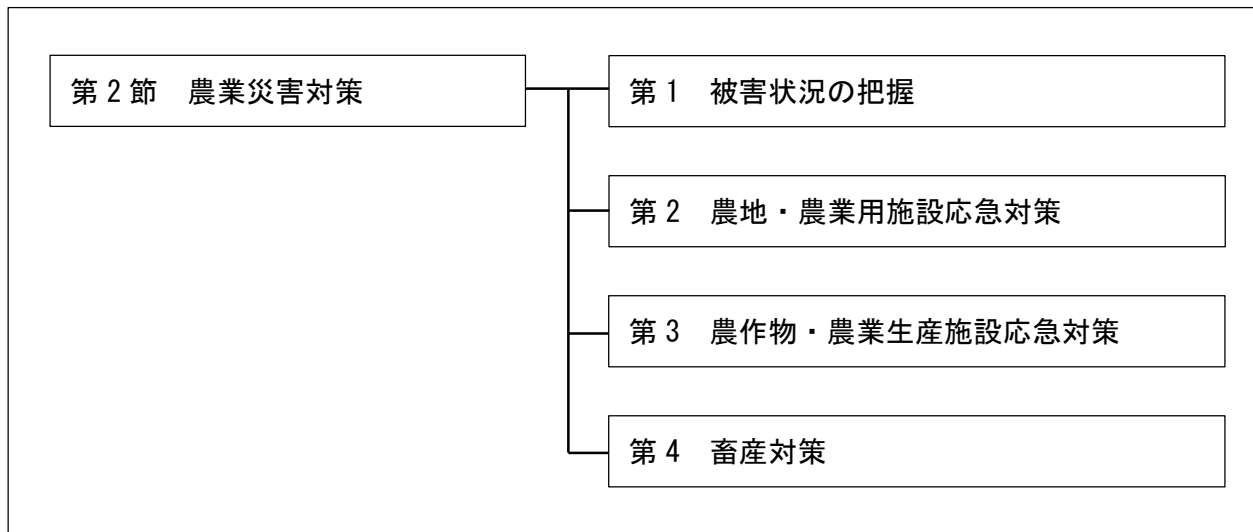 第２節　農業災害対策
第１　被害状況の把握
第２　農地・農業用施設応急対策
第３　農作物・農業生産施設応急対策
第４　畜産対策